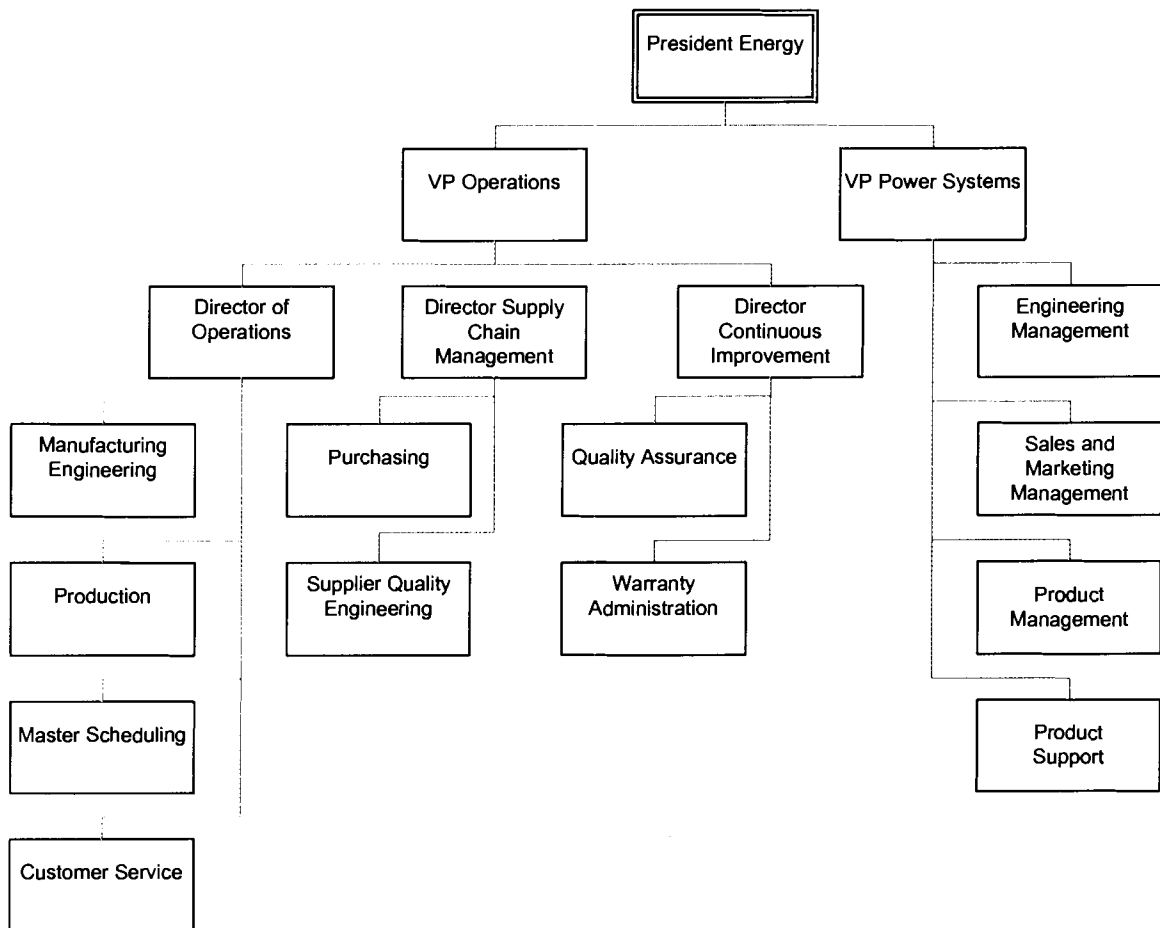 President Energy
VP Operations
VP Power Systems
Director of
Operations
Director Supply
Chain
Management
Director
Continuous
Improvement
Engineering
Management
Manufacturing
Engineering
Purchasing
Quality Assurance
Sales and
Marketing
Management
Production
Supplier Quality
Engineering
Warranty
Administration
Product
Management
Master Scheduling
Product
Support
Customer Service